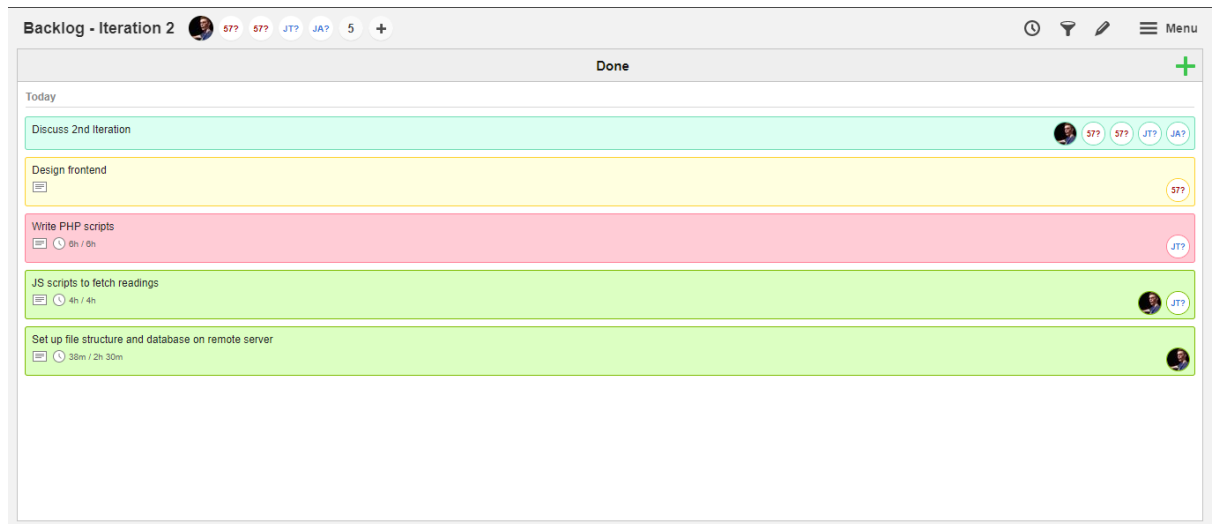 Backlog - Iteration 2 57? 57? JT? JA? 5 + Menu
Done
Today
Discuss 2nd Iteration 57? 57? JT? JA?
Design frontend
57?
Write PHP scripts
6h / 6h JT?
JS scripts to fetch readings
4h / 4h JT?
Set up file structure and database on remote server
38m / 2h 30m